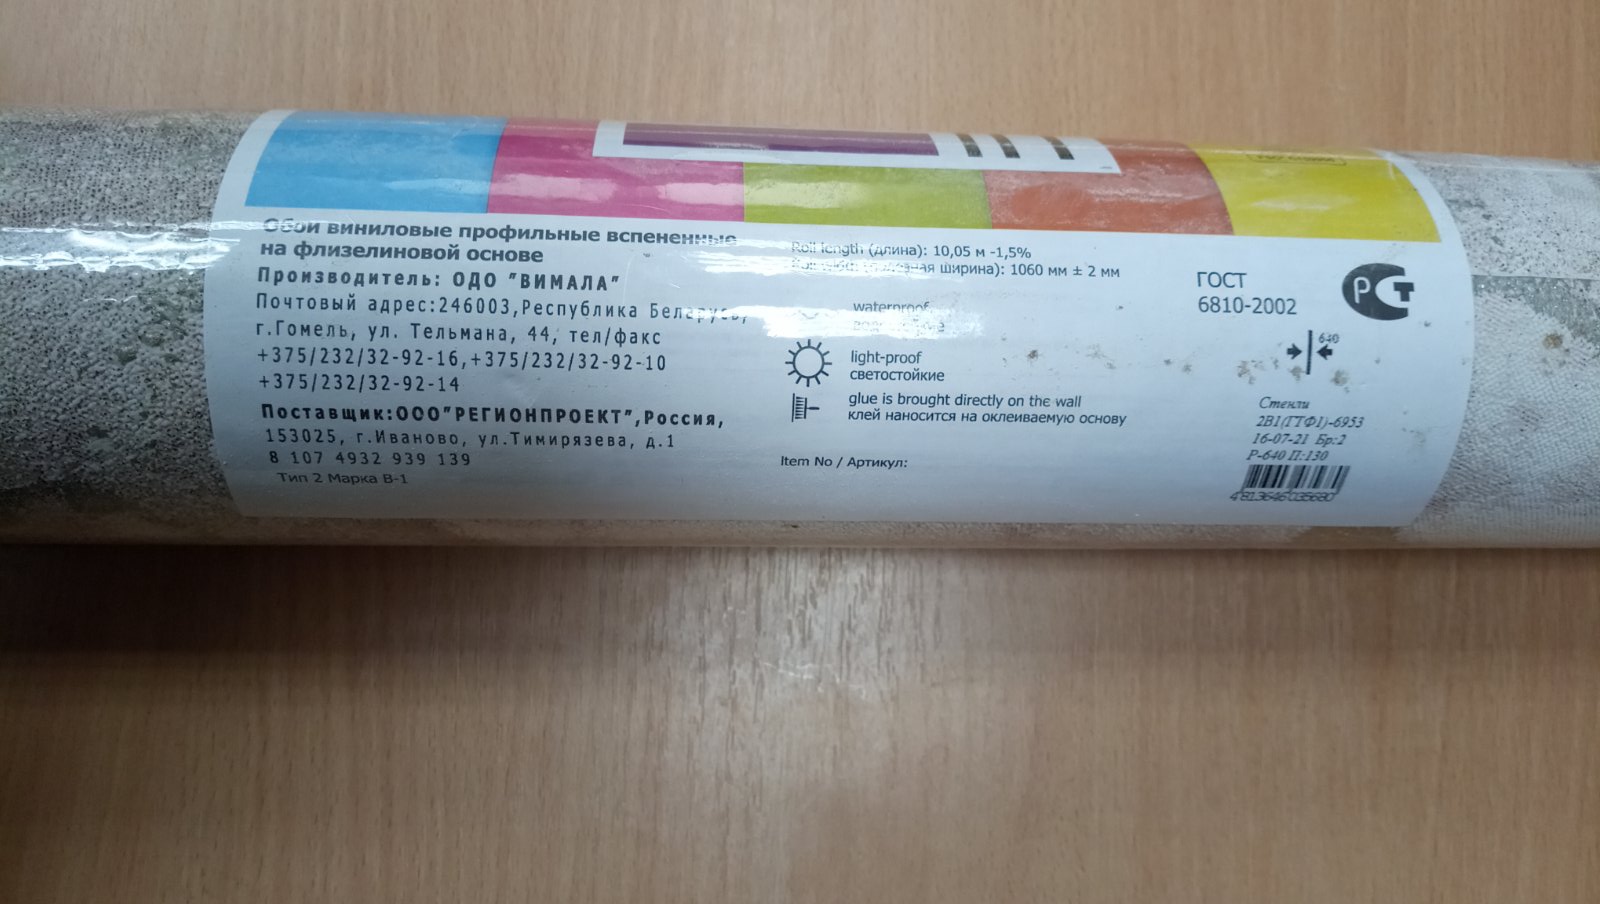 Обои виниловые профильные вспененные
на флизелиновой основе
Производитель: ОДО "ВИМАЛА"
Почтовый адрес:246003,Республика Беларусь,
г.Гомель, ул. Тельмана, 44, тел/факс
+375/232/32-92-16,+375/232/32-92-10
+375/232/32-92-14
Поставщик:ООО"РЕГИОНПРОЕКТ",Россия,
153025, г.Иваново, ул.Тимирязева, д.1
8 107 4932 939 139
Тип 2 Марка В-1
Roll length (длина): 10,05 м -1,5%
ширина): 1060 мм ± 2 мм
waterproof
light-proof
светостойкие
glue is brought directly on the wall
клей наносится на оклеиваемую основу
Item No / Артикул:
ГОСТ
6810-2002
РСТ
640
Стенли
2В1(ГТФ1)-6953
16-07-21 Бр:2
Р-640 П:130
4 813646 035680